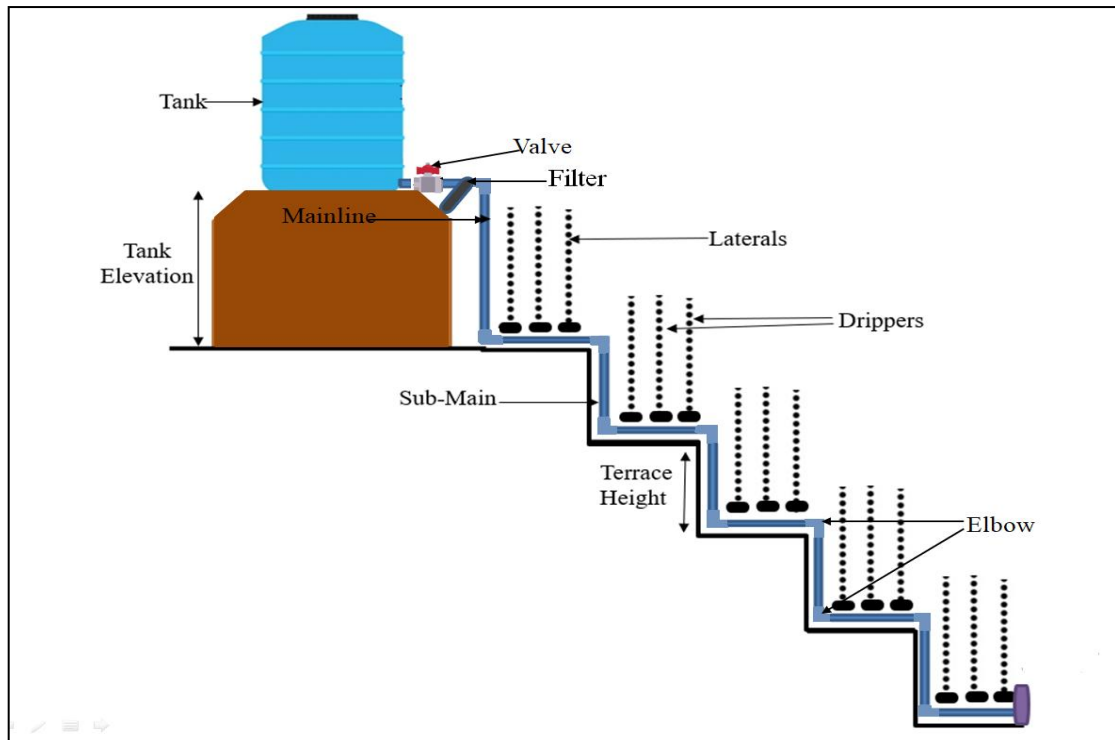 Tank
Valve
Filter
Mainline
Tank
Elevation
Laterals
Drippers
Sub-Main
Terrace
Height
Elbow